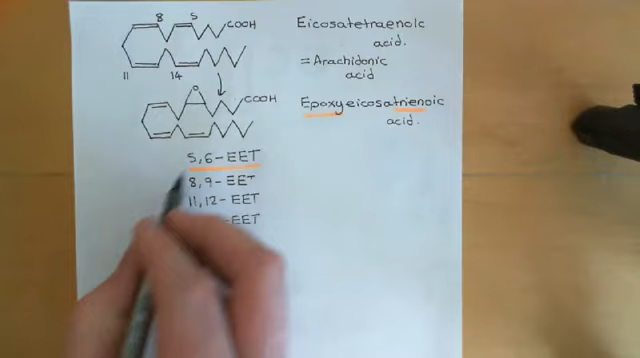 8 5
COOH
11 14
O
COOH
5,6-EET
8,9-EET
11,12-EET
-EET
Eicosatetraenoic
acid.
= Arachidonic
acid
Epoxyeicosatrienoic
acid.